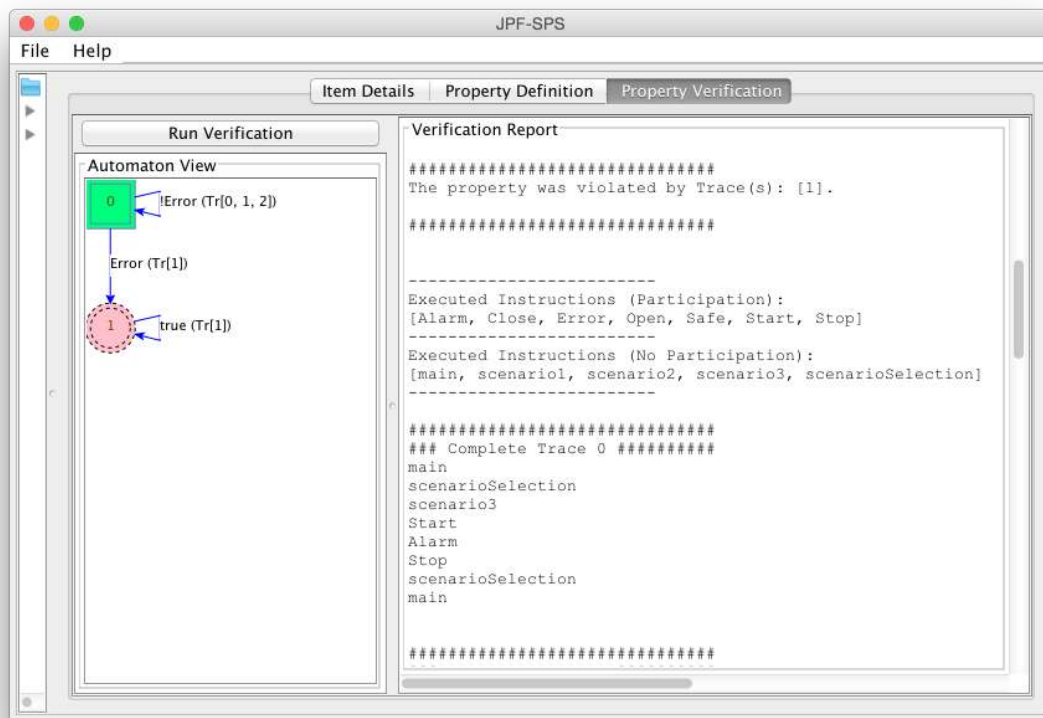 JPF-SPS
File Help
Item Details Property Definition Property Verification
Run Verification
Automaton View
0
!Error (Tr[0, 1, 2])
Error (Tr[1])
1
true (Tr[1])
Verification Report
###############################
The property was violated by Trace(s): [1].
###############################
-------------------------
Executed Instructions (Participation):
[Alarm, Close, Error, Open, Safe, Start, Stop]
-------------------------
Executed Instructions (No Participation):
[main, scenario1, scenario2, scenario3, scenarioSelection]
-------------------------
###############################
### Complete Trace 0 ##########
main
scenarioSelection
scenario3
Start
Alarm
Stop
scenarioSelection
main
###############################